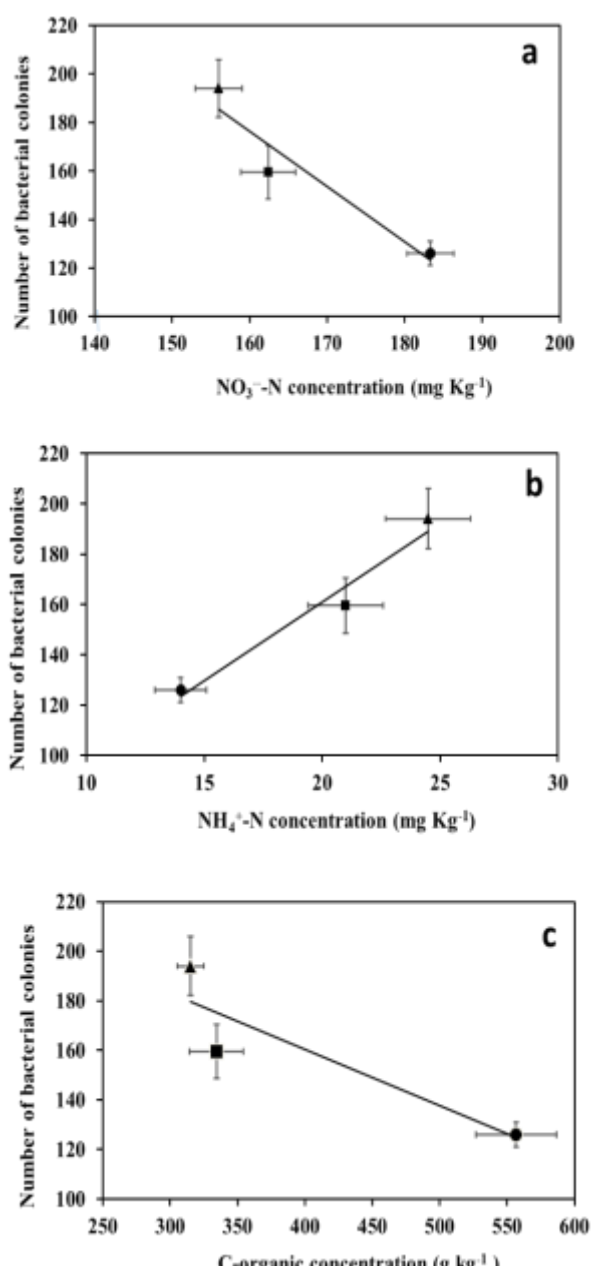 a
220
200
180
160
140
120
100
Number of bacterial colonies
140 150 160 170 180 190 200
NO₃⁻-N concentration (mg Kg⁻¹)
b
220
200
180
160
140
120
100
Number of bacterial colonies
10 15 20 25 30
NH₄⁺-N concentration (mg Kg⁻¹)
c
220
200
180
160
140
120
100
Number of bacterial colonies
250 300 350 400 450 500 550 600
C-organic concentration (g kg⁻¹ )